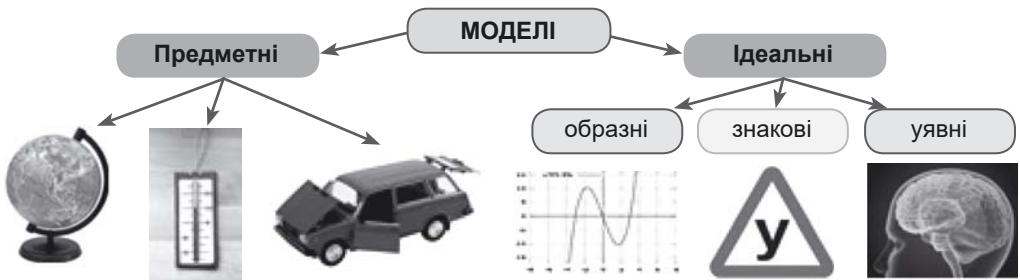 МОДЕЛІ
Предметні
Ідеальні
образні
знакові
уявні
У